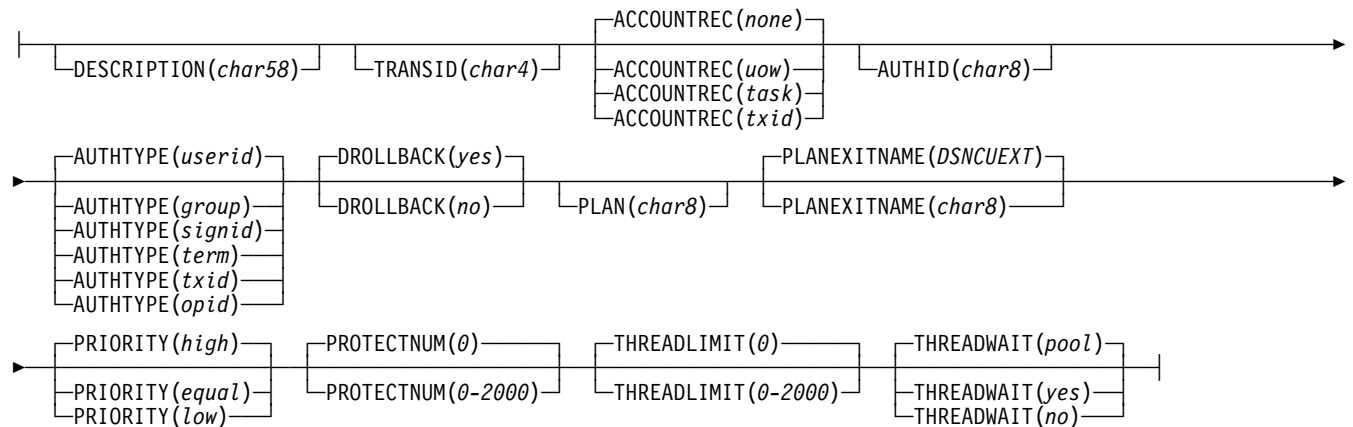 ACCOUNTREC(none)
DESCRIPTION(char58) TRANSID(char4) ACCOUNTREC(uow) AUTHID(char8)
ACCOUNTREC(task)
ACCOUNTREC(txid)
AUTHTYPE(userid) DROLLBACK(yes) PLANEXITNAME(DSNCUEXT)
AUTHTYPE(group) DROLLBACK(no) PLAN(char8) PLANEXITNAME(char8)
AUTHTYPE(signid)
AUTHTYPE(term)
AUTHTYPE(txid)
AUTHTYPE(opid)
PRIORITY(high) PROTECTNUM(0) THREADLIMIT(0) THREADWAIT(pool)
PRIORITY(equal) PROTECTNUM(0-2000) THREADLIMIT(0-2000) THREADWAIT(yes)
PRIORITY(low) THREADWAIT(no)